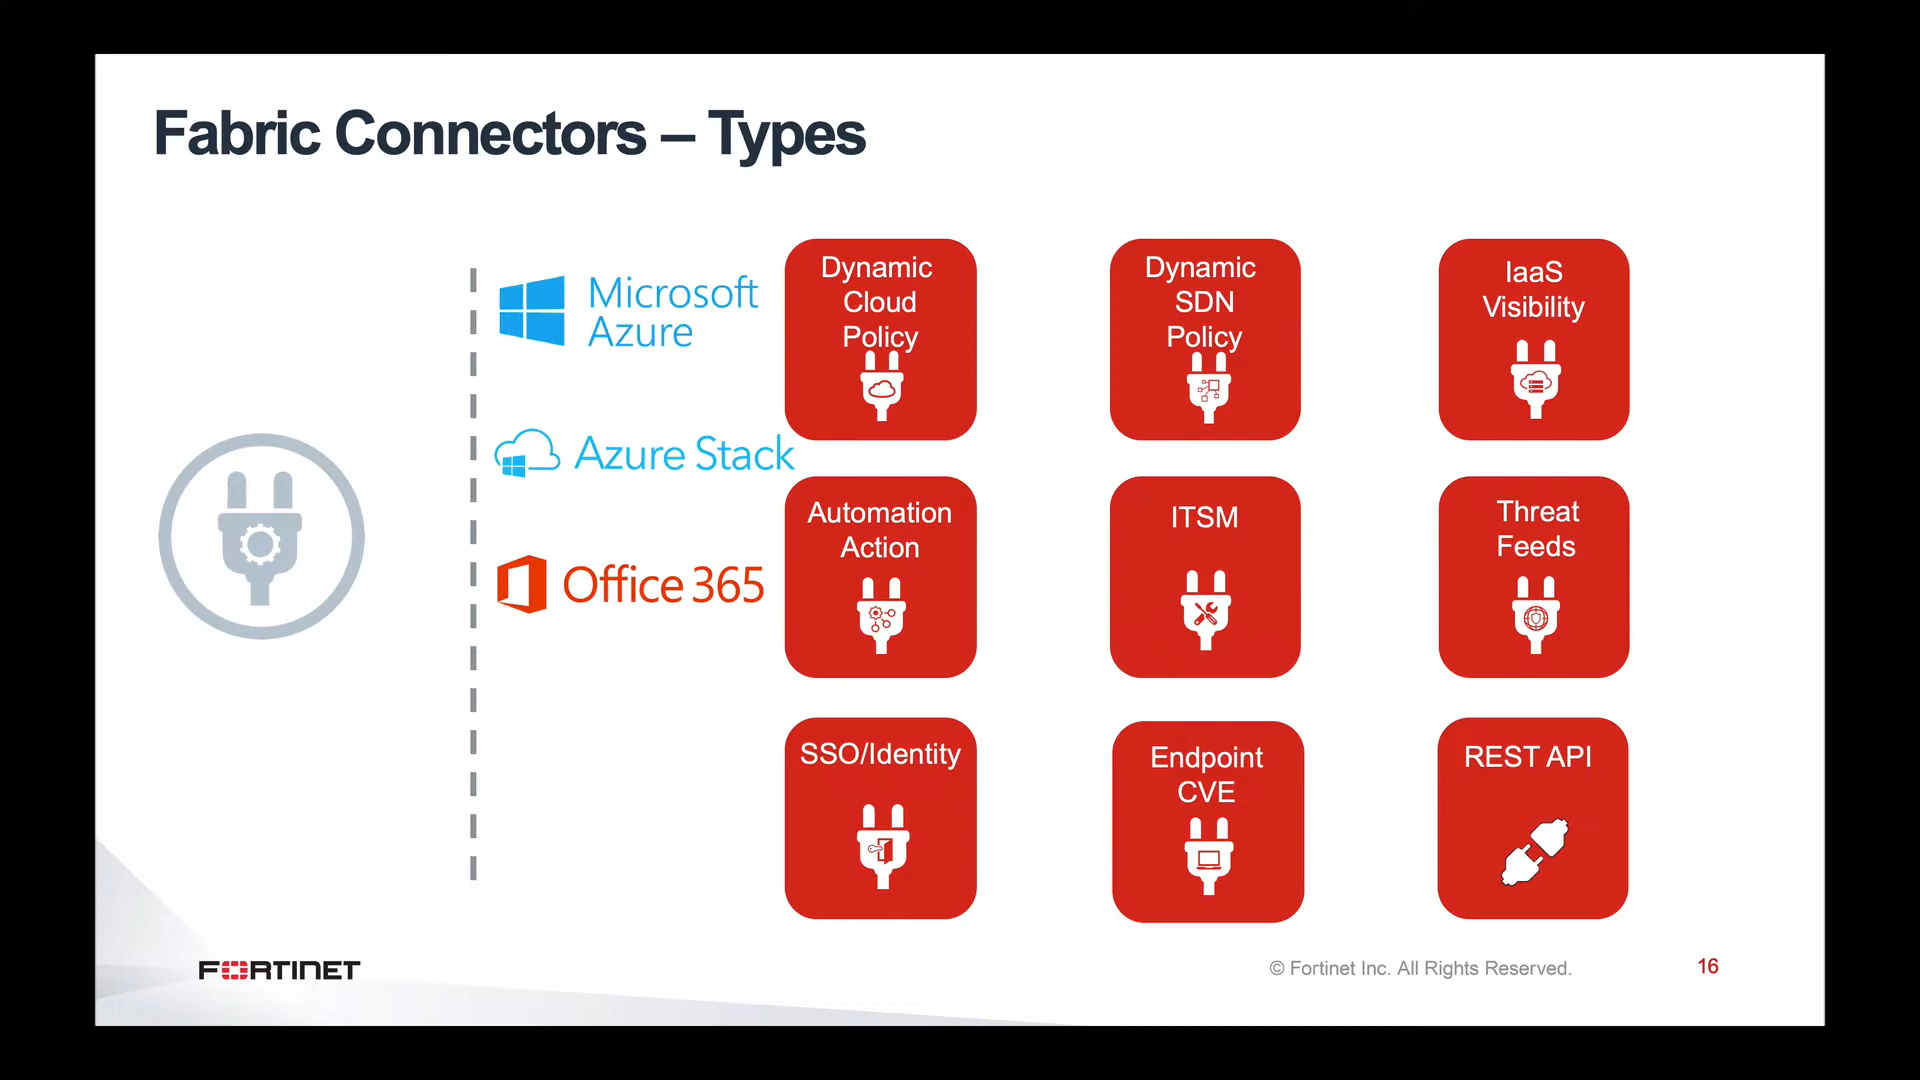 Fabric Connectors – Types
Microsoft
Azure
Azure Stack
Office 365
Dynamic
Cloud
Policy
Dynamic
SDN
Policy
IaaS
Visibility
Automation
Action
ITSM
Threat
Feeds
SSO/Identity
Endpoint
CVE
REST API
FORTINET
© Fortinet Inc. All Rights Reserved.
16